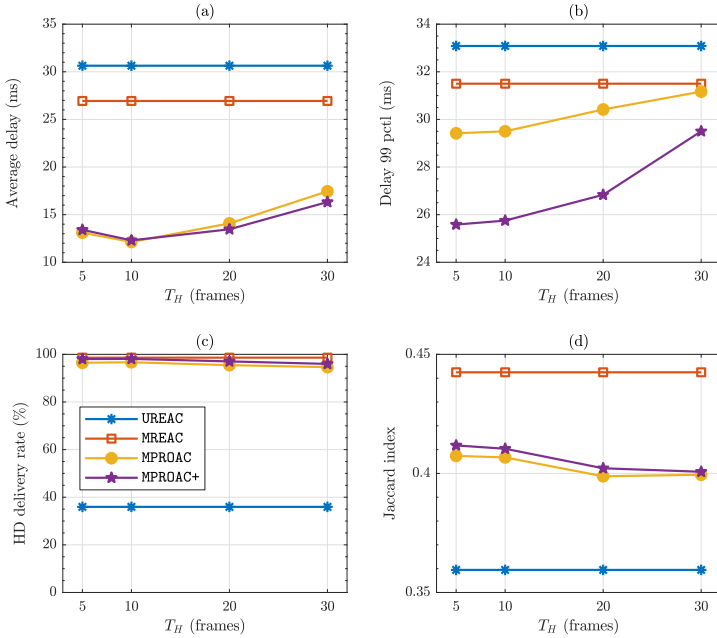 (a)
35
30
25
20
15
10
Average delay (ms)
5 10 20 30
T_H (frames)
(b)
34
32
30
28
26
24
Delay 99 pctl (ms)
5 10 20 30
T_H (frames)
(c)
100
80
60
40
20
0
HD delivery rate (%)
UREAC
MREAC
MPROAC
MPROAC+
5 10 20 30
T_H (frames)
(d)
0.45
0.4
0.35
Jaccard index
5 10 20 30
T_H (frames)